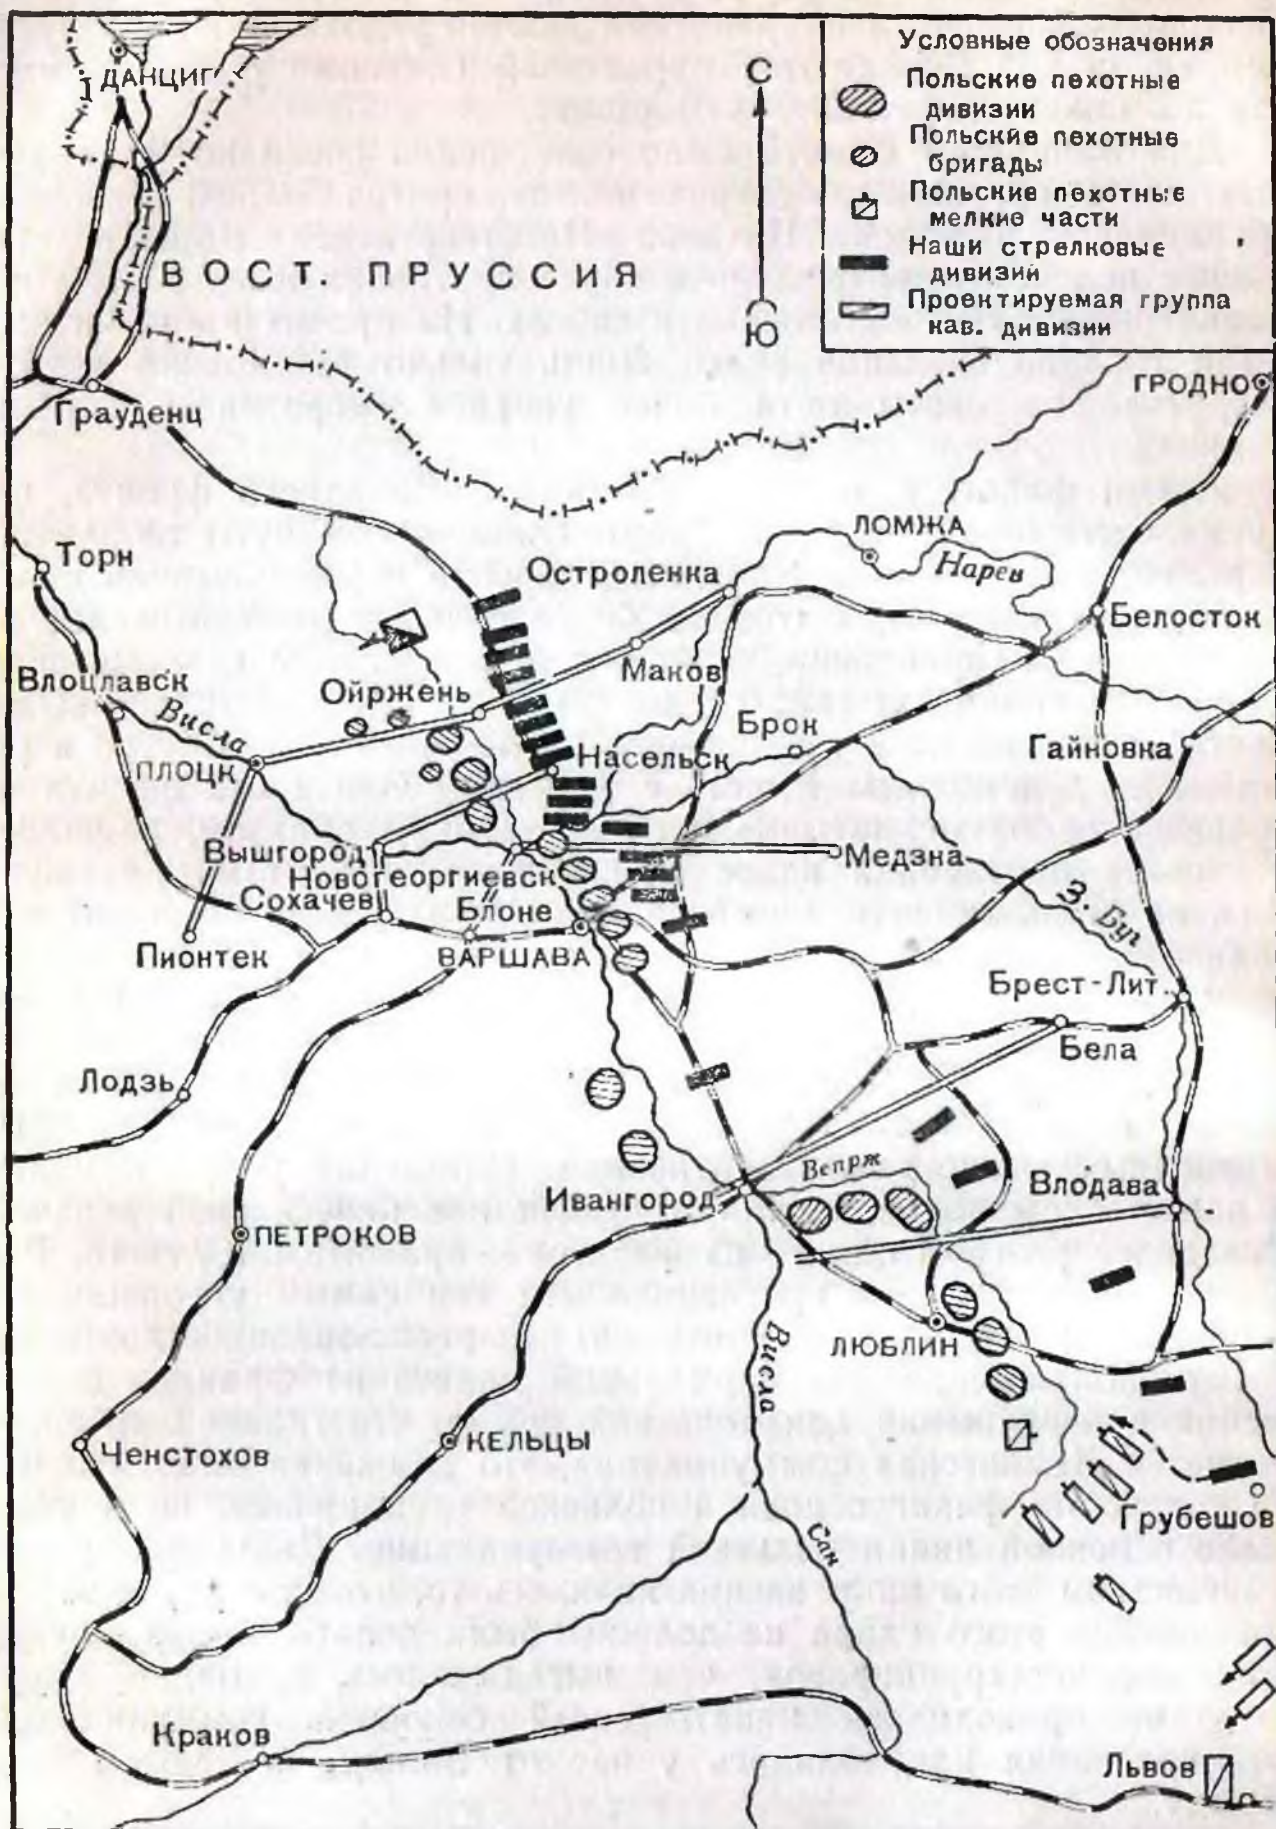 Условные обозначения
Польские пехотные
дивизии
Польские пехотные
бригады
Польские пехотные
мелкие части
Наши стрелковые
дивизий
Проектируемая группа
кав. дивизии
С
Ю
ДАНЦИГ
ВОСТ. ПРУССИЯ
ГРОДНО
Грауденц
ЛОМЖА
Нарев
Торн
Остроленка
Белосток
Маков
Влоцлавск
Висла
Ойржень
Брок
Гайновка
ПЛОЦК
Насельск
Вышгород
Медзна
Новогеоргиевск
Сохачев
Блоне
З. Буг
Пионтек
ВАРШАВА
Брест-Лит.
Бела
Лодзь
Вепрж
Ивангород
Влодава
ПЕТРОКОВ
Висла
ЛЮБЛИН
Ченстохов
КЕЛЬЦЫ
Грубешов
Сан
Краков
Львов